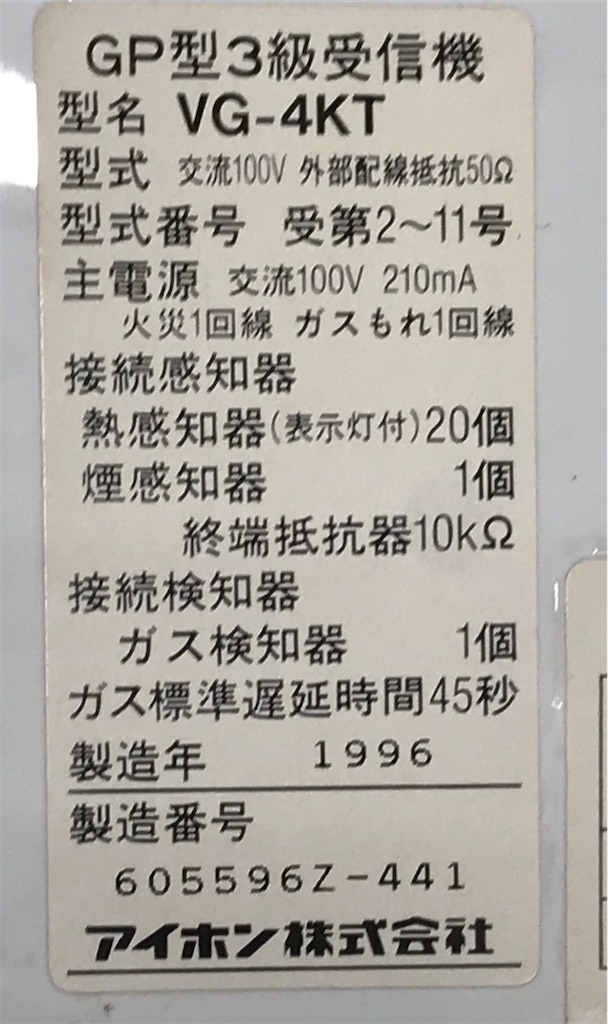 GP型3級受信機
型名 VG-4KT
型式 交流100V 外部配線抵抗50Ω
型式番号 受第2～11号
主電源 交流100V 210mA
火災1回線 ガスもれ1回線
接続感知器
熱感知器(表示灯付)20個
煙感知器 1個
終端抵抗器10kΩ
接続検知器
ガス検知器 1個
ガス標準遅延時間45秒
製造年 1996
製造番号
605596Z-441
アイホン株式会社